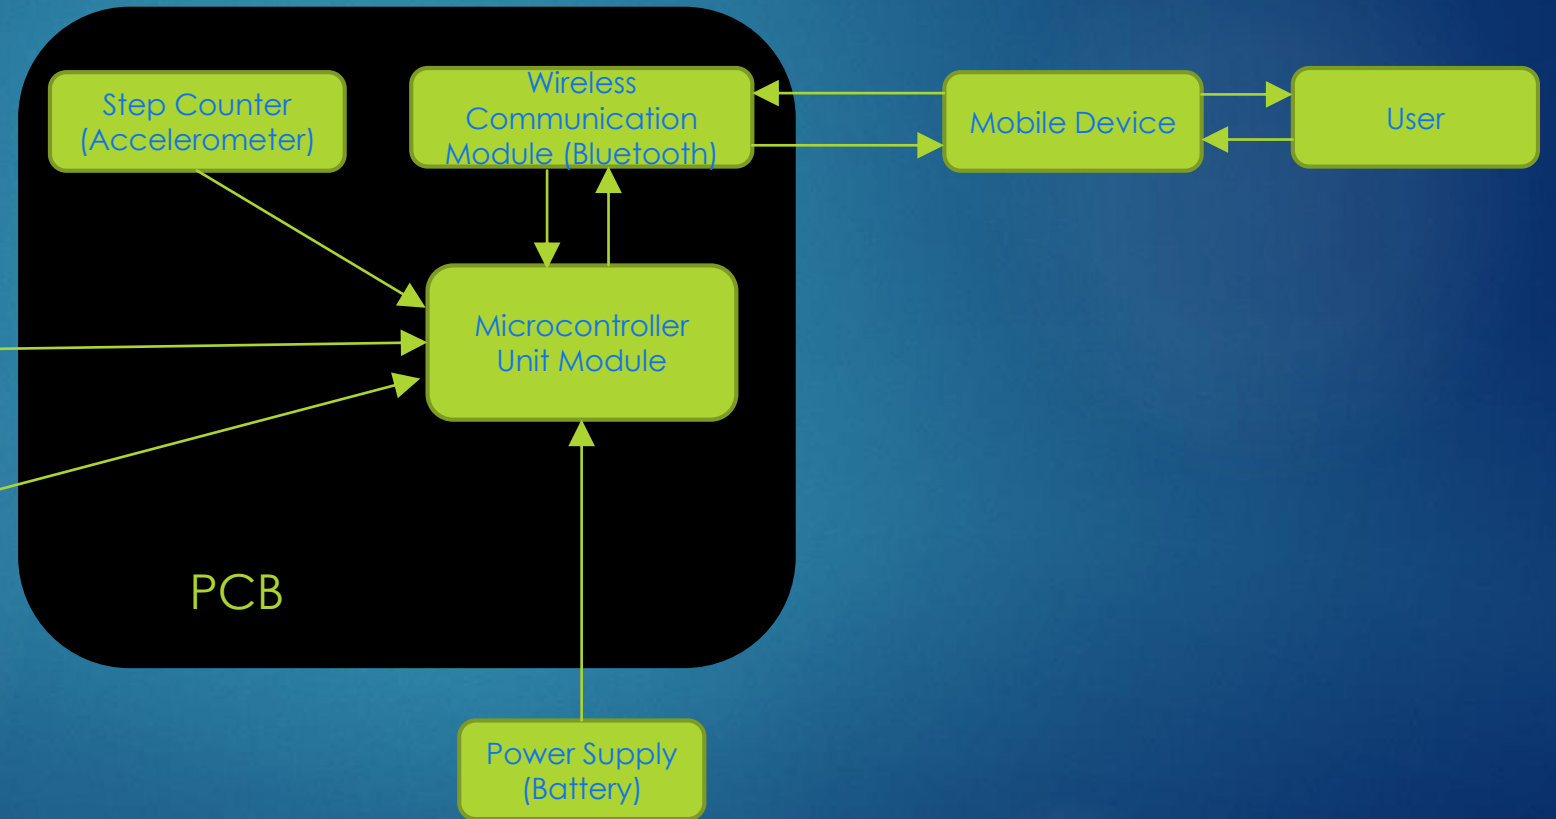 Step Counter
(Accelerometer)
Wireless
Communication
Module (Bluetooth)
Mobile Device
User
Microcontroller
Unit Module
PCB
Power Supply
(Battery)